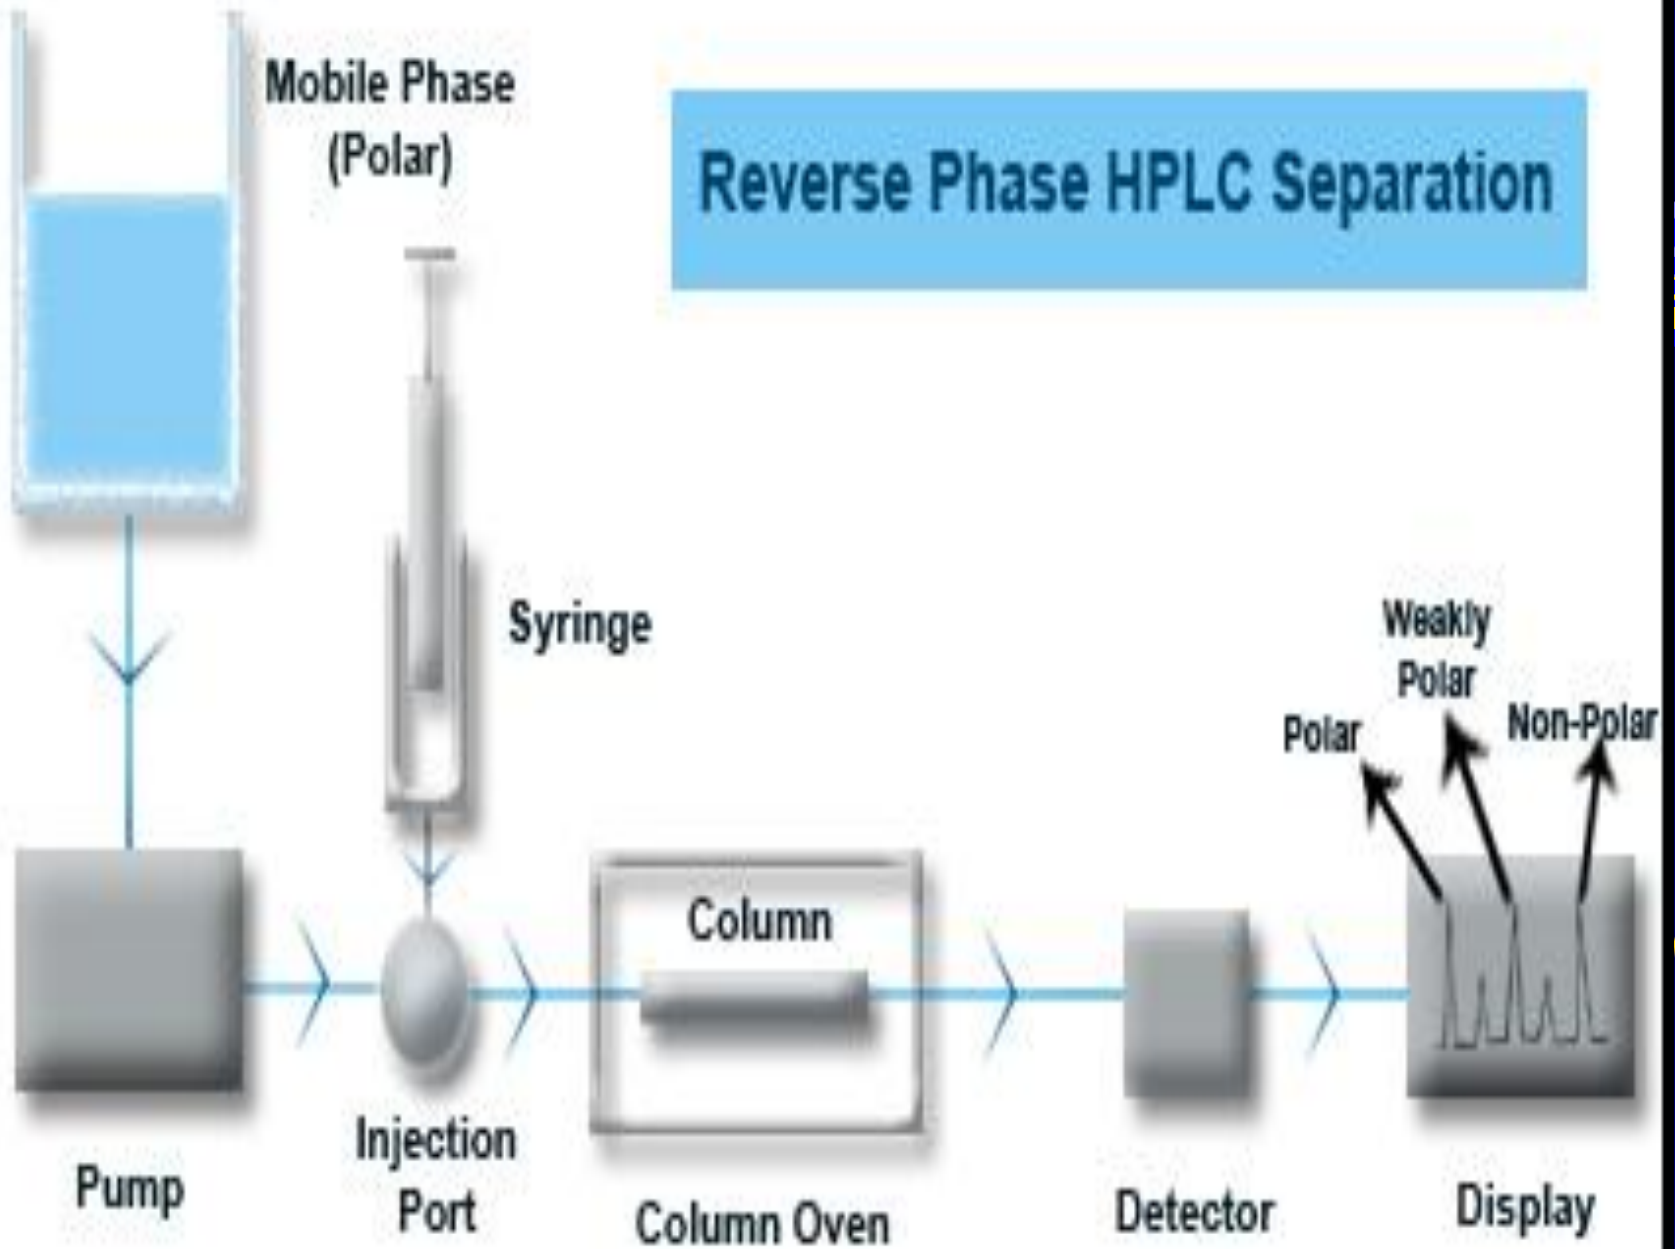 Mobile Phase
(Polar)
Reverse Phase HPLC Separation
Syringe
Weakly
Polar
Polar
Non-Polar
Column
Injection
Port
Pump
Column Oven
Detector
Display